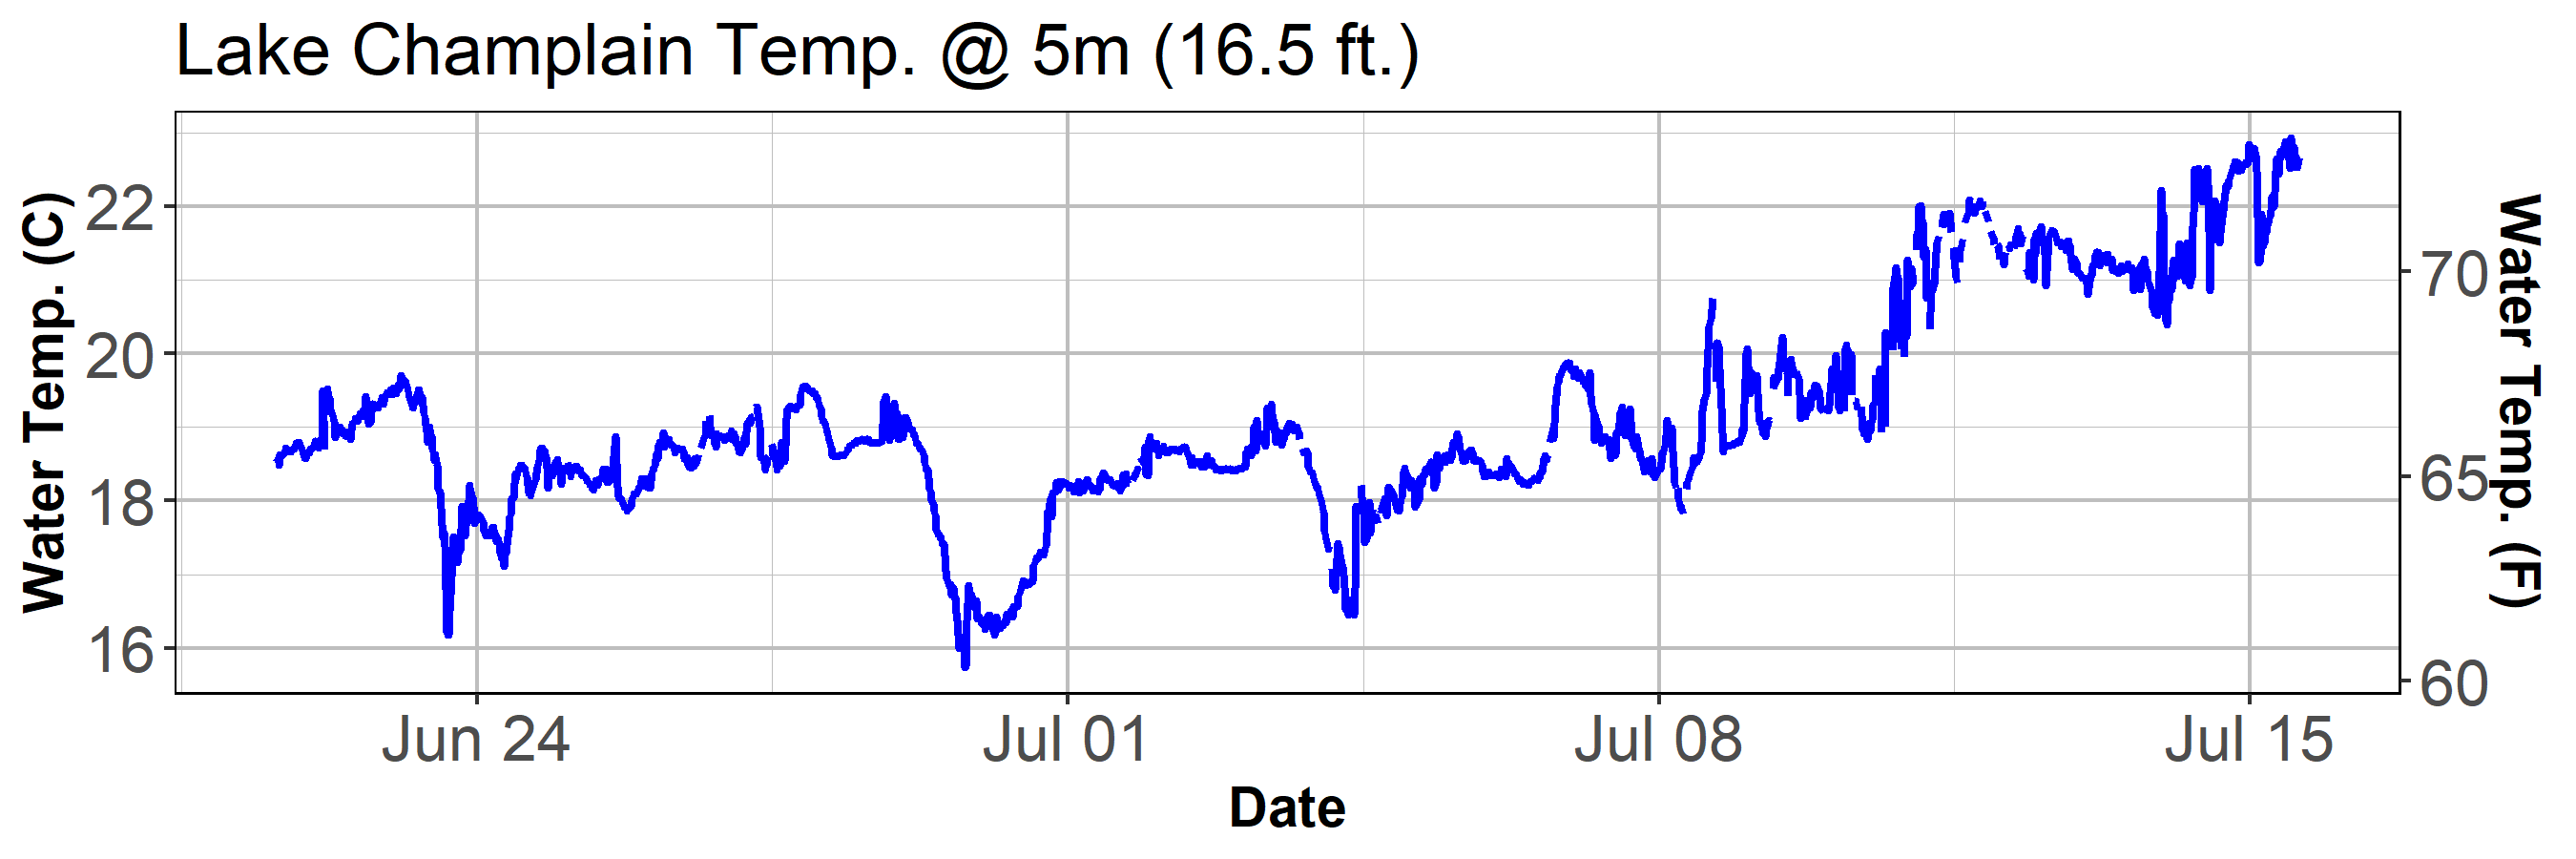 Lake Champlain Temp. @ 5m (16.5 ft.)
Water Temp. (C)
22
20
18
16
70
65
60
Water Temp. (F)
Jun 24
Jul 01
Jul 08
Jul 15
Date